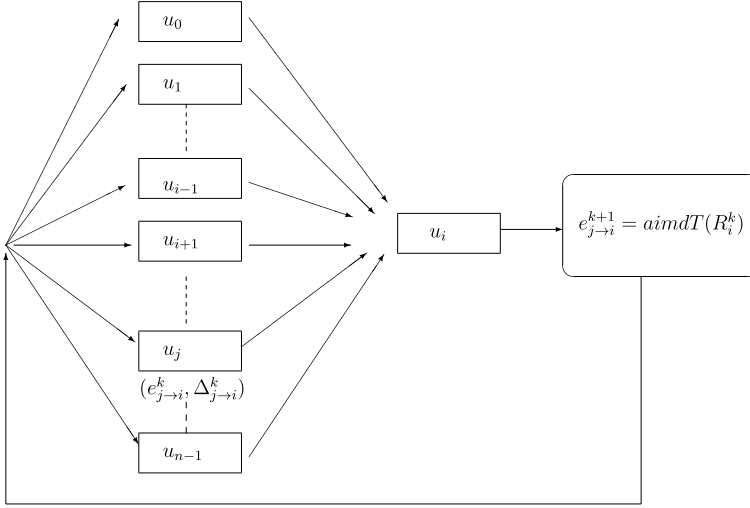 u_0
u_1
u_{i-1}
u_{i+1}
u_i
e^{k+1}_{j→i} = aimdT(R^k_i)
u_j
(e^k_{j→i}, Δ^k_{j→i})
u_{n-1}